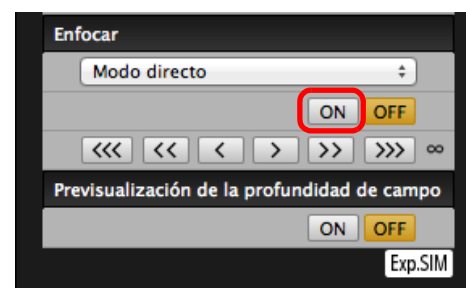 Enfocar
Modo directo
ON OFF
<<< << < > >> >>> ∞
Previsualización de la profundidad de campo
ON OFF
Exp.SIM